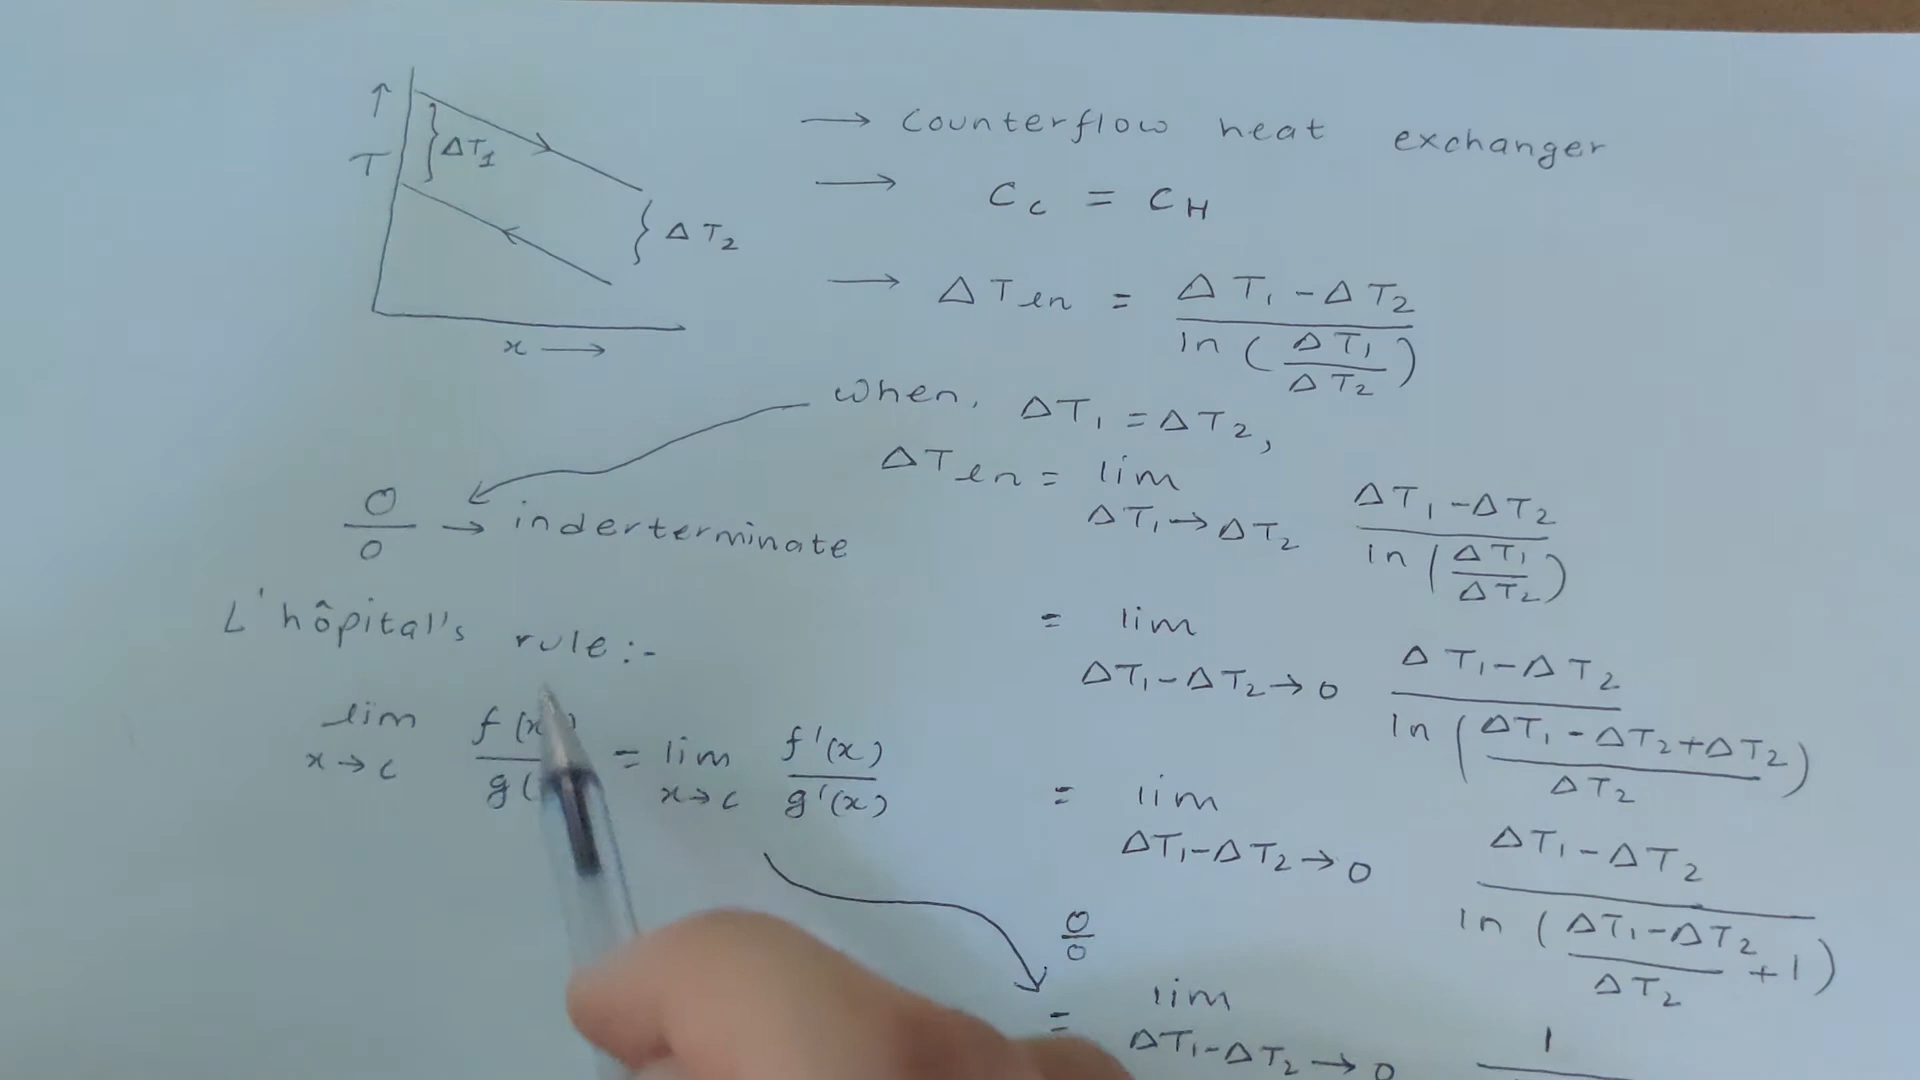 ↑
T
ΔT1
ΔT2
x →
→ Counterflow heat exchanger
→ Cc = CH
→ ΔTln = (ΔT1 - ΔT2) / ln (ΔT1 / ΔT2)
When, ΔT1 = ΔT2,
ΔTln = lim ΔT1→ΔT2 (ΔT1 - ΔT2) / ln (ΔT1 / ΔT2)
= lim ΔT1-ΔT2→0 (ΔT1 - ΔT2) / ln ((ΔT1 - ΔT2 + ΔT2) / ΔT2)
= lim ΔT1-ΔT2→0 (ΔT1 - ΔT2) / ln ((ΔT1 - ΔT2) / ΔT2 + 1)
0/0
= lim ΔT1-ΔT2→0 1
0/0 → inderterminate
L'hôpital's rule:-
lim x→c f(x) / g( = lim x→c f'(x) / g'(x)